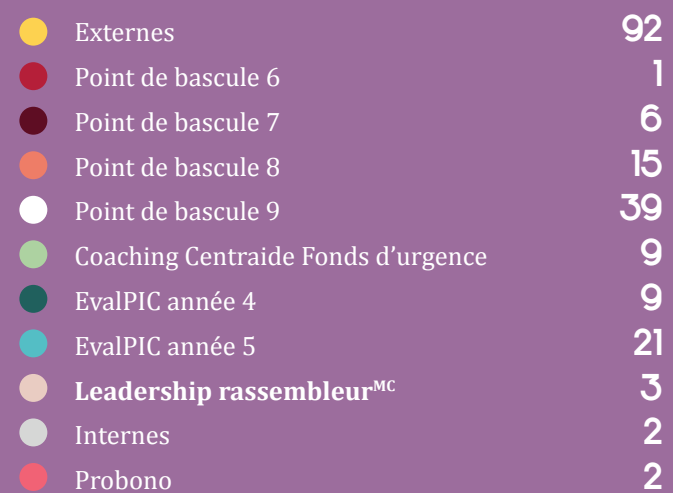 Externes 92
Point de bascule 6 1
Point de bascule 7 6
Point de bascule 8 15
Point de bascule 9 39
Coaching Centraide Fonds d’urgence 9
EvalPIC année 4 9
EvalPIC année 5 21
Leadership rassembleurMC 3
Internes 2
Probono 2